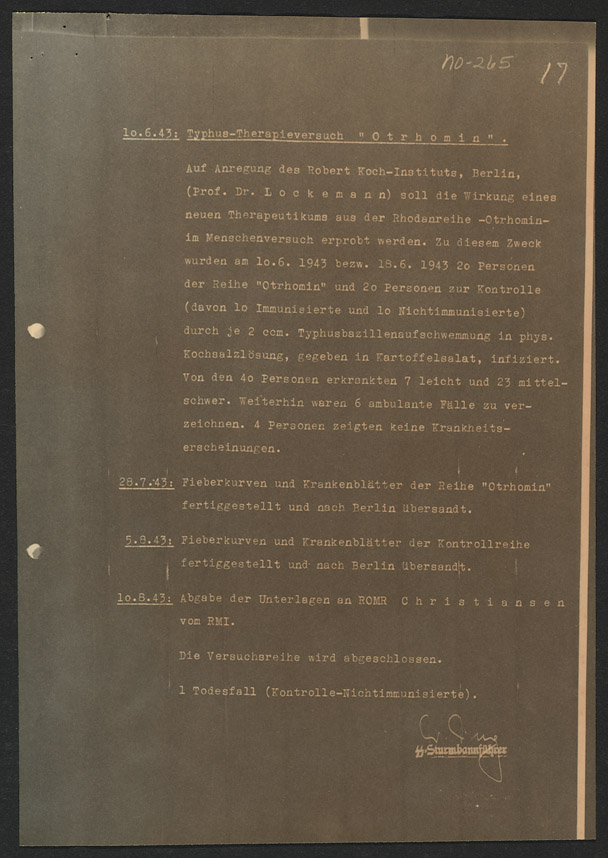 NO-265 17
1o.6.43: Typhus-Therapieversuch " O t r h o m i n " .
Auf Anregung des Robert Koch-Instituts, Berlin,
(Prof. Dr. L o c k e m a n n) soll die Wirkung eines
neuen Therapeutikums aus der Rhodanreihe -Otrhomin-
im Menschenversuch erprobt werden. Zu diesem Zweck
wurden am 1o.6. 1943 bezw. 18.6. 1943 2o Personen
der Reihe "Otrhomin" und 2o Personen zur Kontrolle
(davon 1o Immunisierte und 1o Nichtimmunisierte)
durch je 2 ccm. Typhusbazillenaufschwemmung in phys.
Kochsalzlösung, gegeben in Kartoffelsalat, infiziert.
Von den 4o Personen erkrankten 7 leicht und 23 mittel-
schwer. Weiterhin waren 6 ambulante Fälle zu ver-
zeichnen. 4 Personen zeigten keine Krankheits-
erscheinungen.
28.7.43: Fieberkurven und Krankenblätter der Reihe "Otrhomin"
fertiggestellt und nach Berlin übersandt.
5.8.43: Fieberkurven und Krankenblätter der Kontrollreihe
fertiggestellt und nach Berlin übersandt.
1o.8.43: Abgabe der Unterlagen an ROMR C h r i s t i a n s e n
vom RMI.
Die Versuchsreihe wird abgeschlossen.
1 Todesfall (Kontrolle-Nichtimmunisierte).
SS-Sturmbannführer